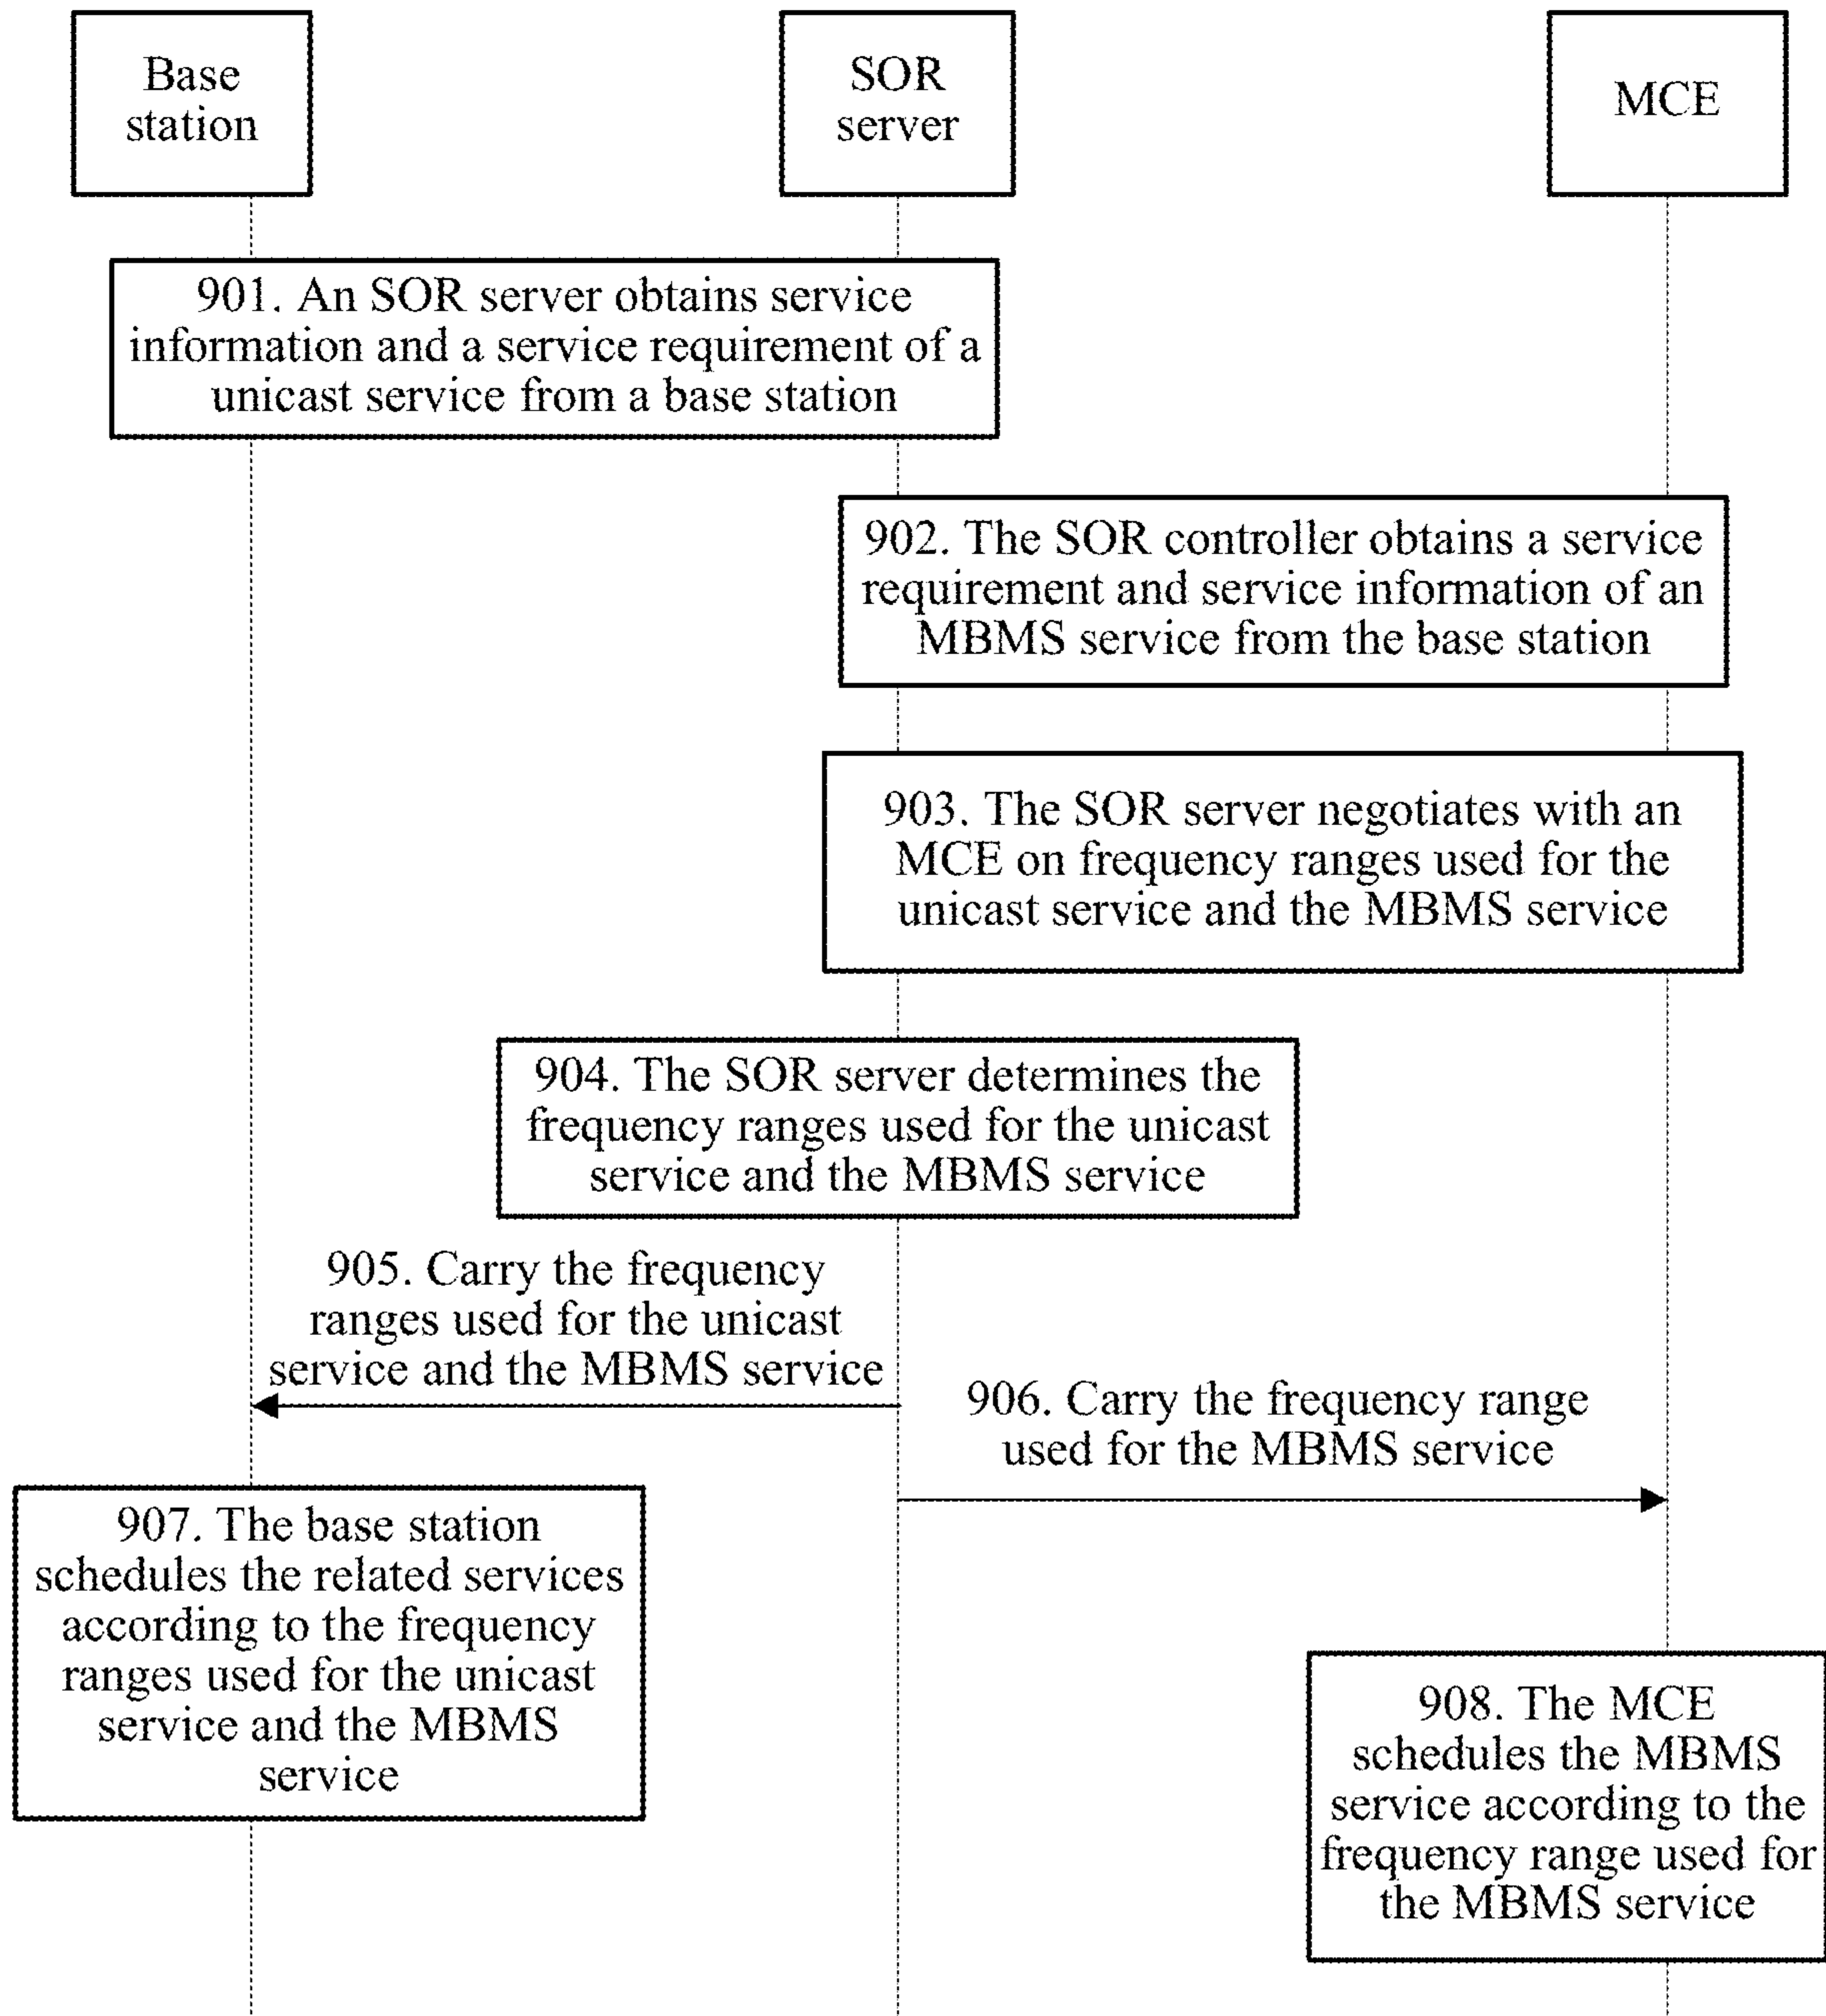 Base
station
SOR
server
MCE
901. An SOR server obtains service
information and a service requirement of a
unicast service from a base station
902. The SOR controller obtains a service
requirement and service information of an
MBMS service from the base station
903. The SOR server negotiates with an
MCE on frequency ranges used for the
unicast service and the MBMS service
904. The SOR server determines the
frequency ranges used for the unicast
service and the MBMS service
905. Carry the frequency
ranges used for the unicast
service and the MBMS service
906. Carry the frequency range
used for the MBMS service
907. The base station
schedules the related services
according to the frequency
ranges used for the unicast
service and the MBMS
service
908. The MCE
schedules the MBMS
service according to the
frequency range used for
the MBMS service